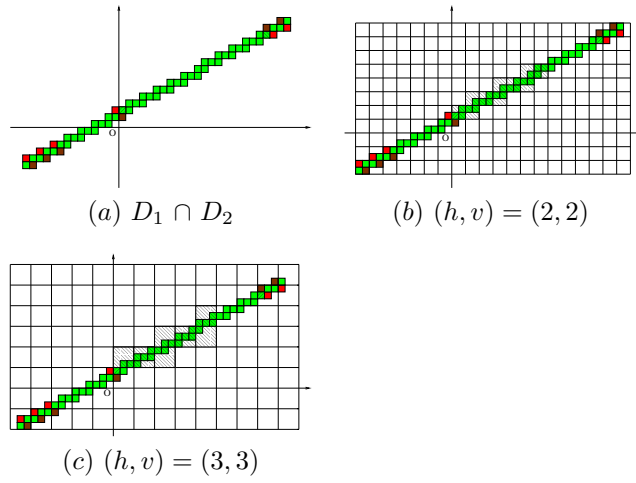 o
o
(a) D₁ ∩ D₂
(b) (h, v) = (2, 2)
o
(c) (h, v) = (3, 3)